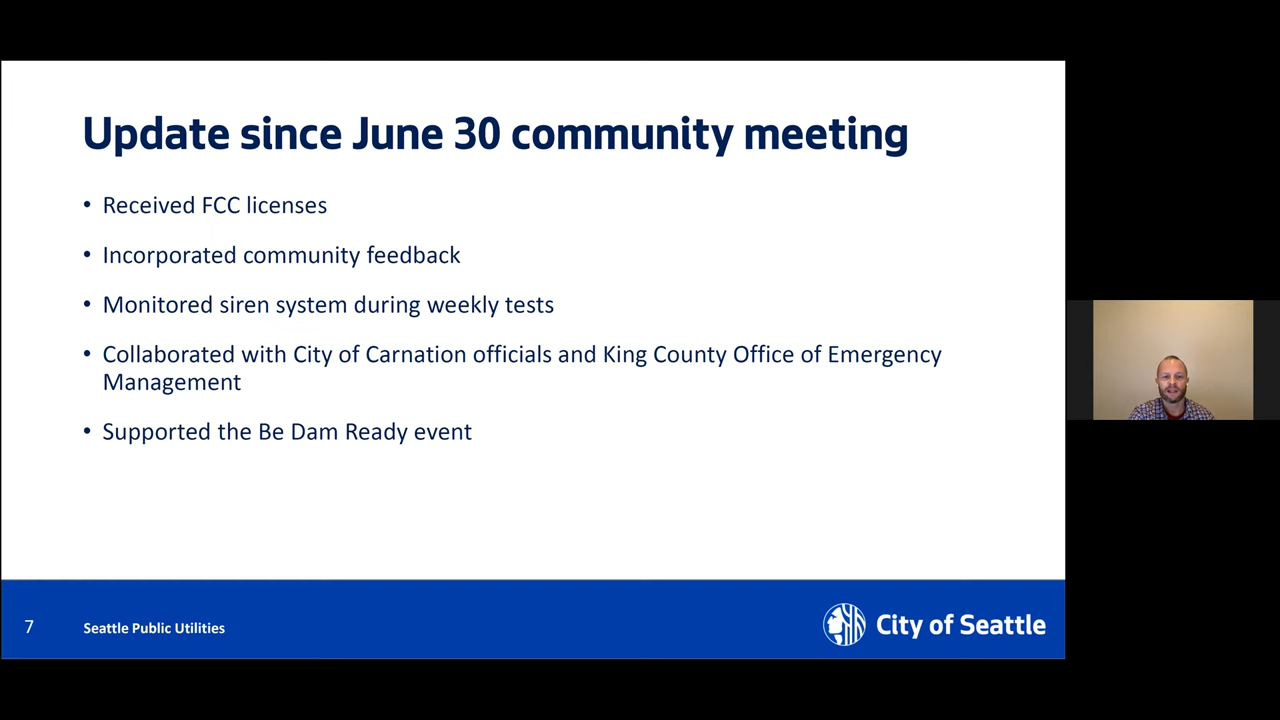 Update since June 30 community meeting
• Received FCC licenses
• Incorporated community feedback
• Monitored siren system during weekly tests
• Collaborated with City of Carnation officials and King County Office of Emergency
Management
• Supported the Be Dam Ready event
7
Seattle Public Utilities
City of Seattle